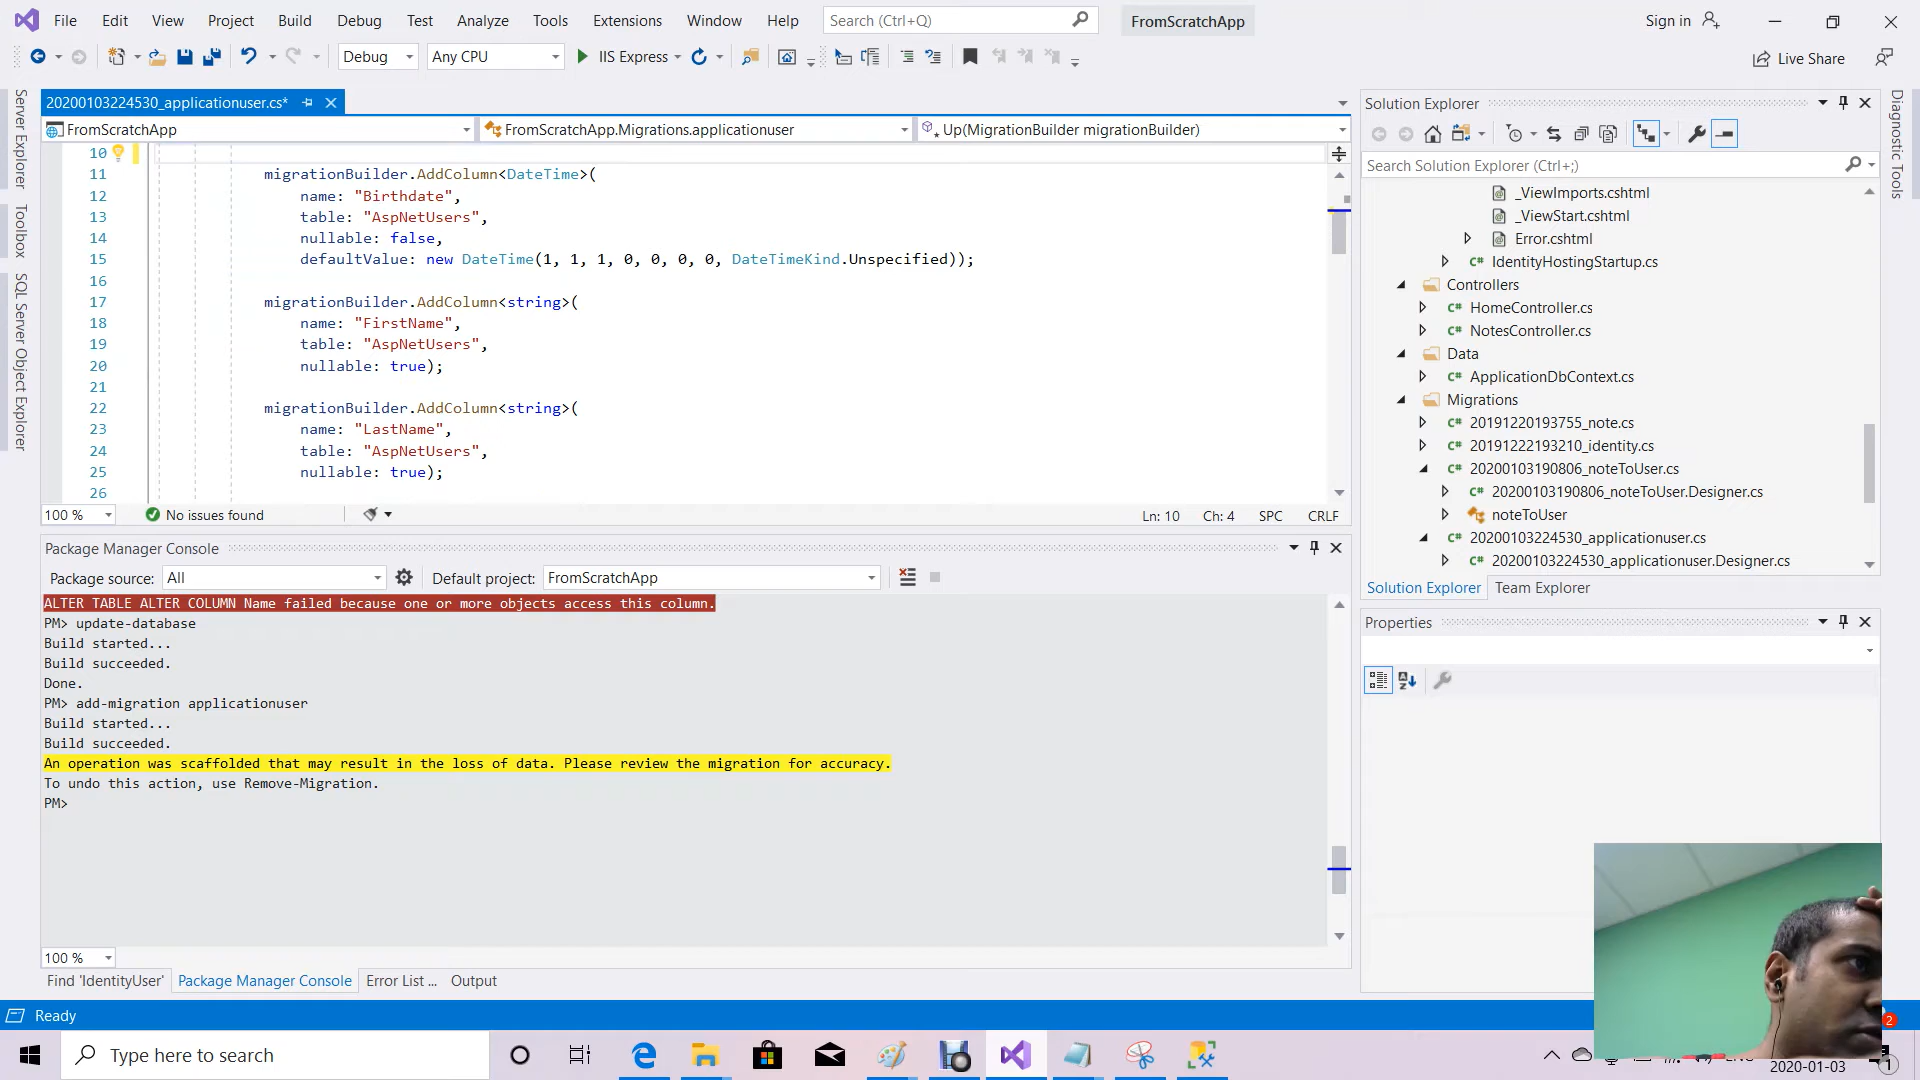 File Edit View Project Build Debug Test Analyze Tools Extensions Window Help Search (Ctrl+Q) FromScratchApp Sign in
Debug Any CPU IIS Express Live Share
Server Explorer
Toolbox
SQL Server Object Explorer
20200103224530_applicationuser.cs*
FromScratchApp FromScratchApp.Migrations.applicationuser Up(MigrationBuilder migrationBuilder)
10
11 migrationBuilder.AddColumn<DateTime>(
12 name: "Birthdate",
13 table: "AspNetUsers",
14 nullable: false,
15 defaultValue: new DateTime(1, 1, 1, 0, 0, 0, 0, DateTimeKind.Unspecified));
16
17 migrationBuilder.AddColumn<string>(
18 name: "FirstName",
19 table: "AspNetUsers",
20 nullable: true);
21
22 migrationBuilder.AddColumn<string>(
23 name: "LastName",
24 table: "AspNetUsers",
25 nullable: true);
26
100 % No issues found Ln: 10 Ch: 4 SPC CRLF
Package Manager Console
Package source: All Default project: FromScratchApp
ALTER TABLE ALTER COLUMN Name failed because one or more objects access this column.
PM> update-database
Build started...
Build succeeded.
Done.
PM> add-migration applicationuser
Build started...
Build succeeded.
An operation was scaffolded that may result in the loss of data. Please review the migration for accuracy.
To undo this action, use Remove-Migration.
PM>
100 %
Find 'IdentityUser' Package Manager Console Error List ... Output
Solution Explorer
Search Solution Explorer (Ctrl+;)
_ViewImports.cshtml
_ViewStart.cshtml
Error.cshtml
C# IdentityHostingStartup.cs
Controllers
C# HomeController.cs
C# NotesController.cs
Data
C# ApplicationDbContext.cs
Migrations
C# 20191220193755_note.cs
C# 20191222193210_identity.cs
C# 20200103190806_noteToUser.cs
C# 20200103190806_noteToUser.Designer.cs
noteToUser
C# 20200103224530_applicationuser.cs
C# 20200103224530_applicationuser.Designer.cs
Solution Explorer Team Explorer
Properties
Diagnostic Tools
Ready
2
Type here to search
2020-01-03
1